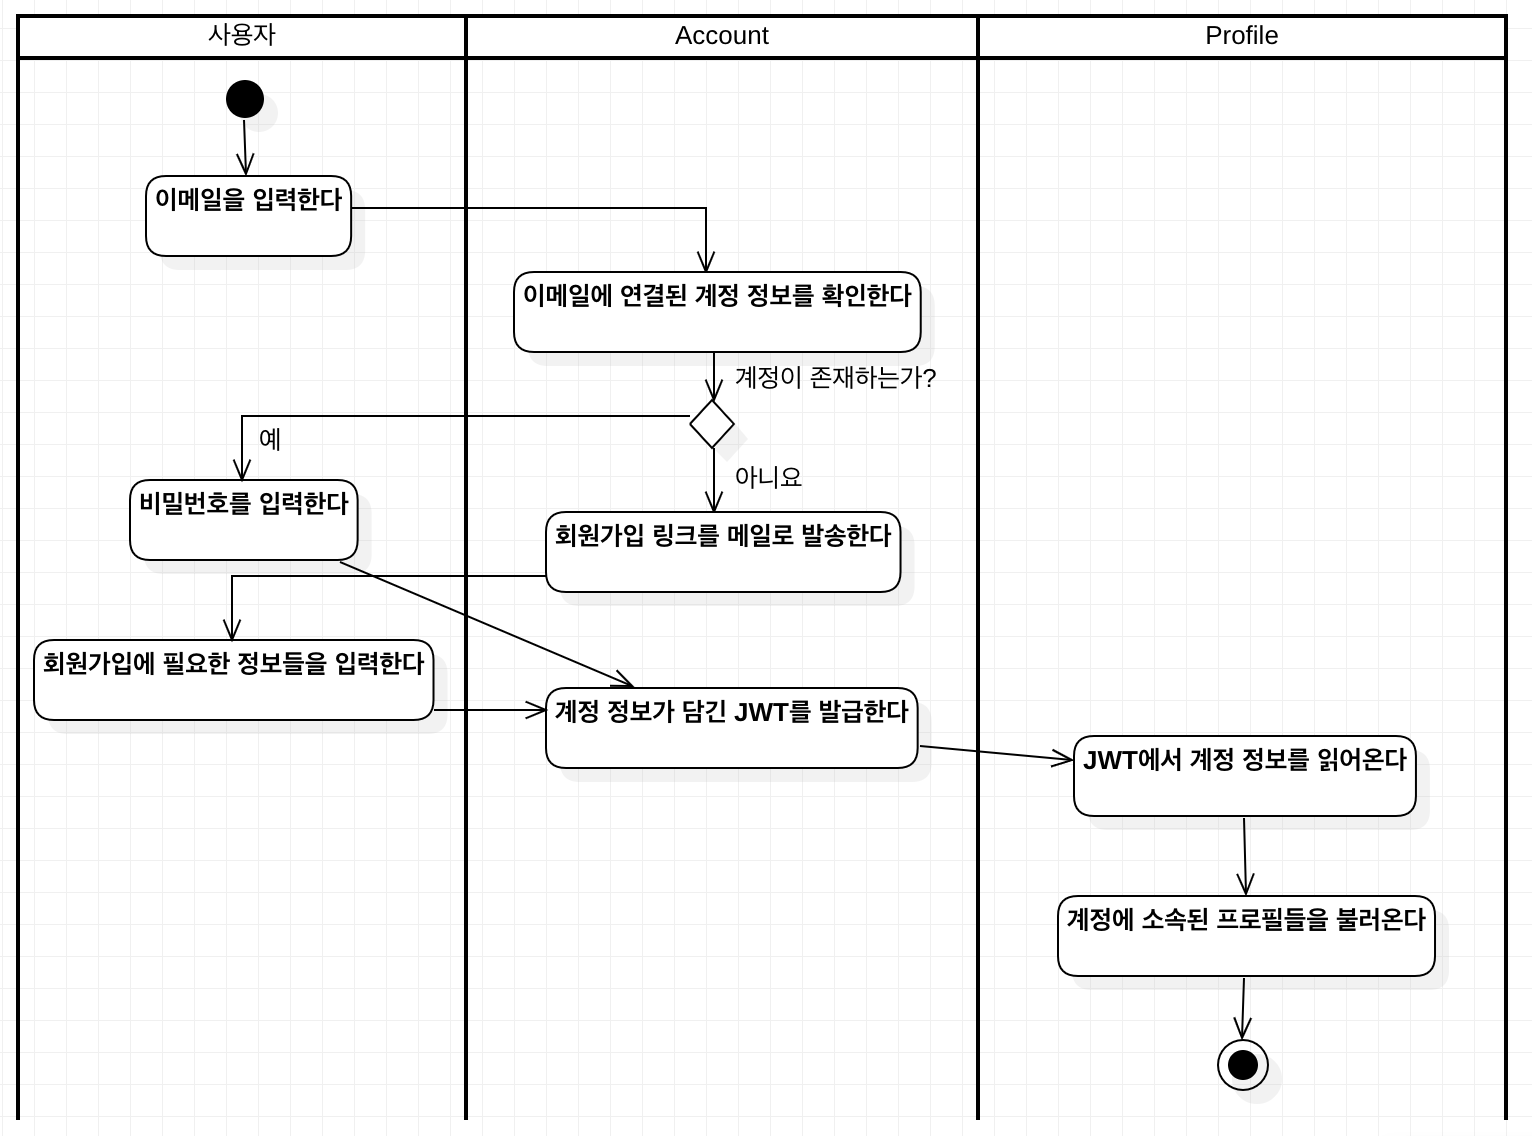 사용자
Account
Profile
이메일을 입력한다
이메일에 연결된 계정 정보를 확인한다
계정이 존재하는가?
예
아니요
비밀번호를 입력한다
회원가입 링크를 메일로 발송한다
회원가입에 필요한 정보들을 입력한다
계정 정보가 담긴 JWT를 발급한다
JWT에서 계정 정보를 읽어온다
계정에 소속된 프로필들을 불러온다